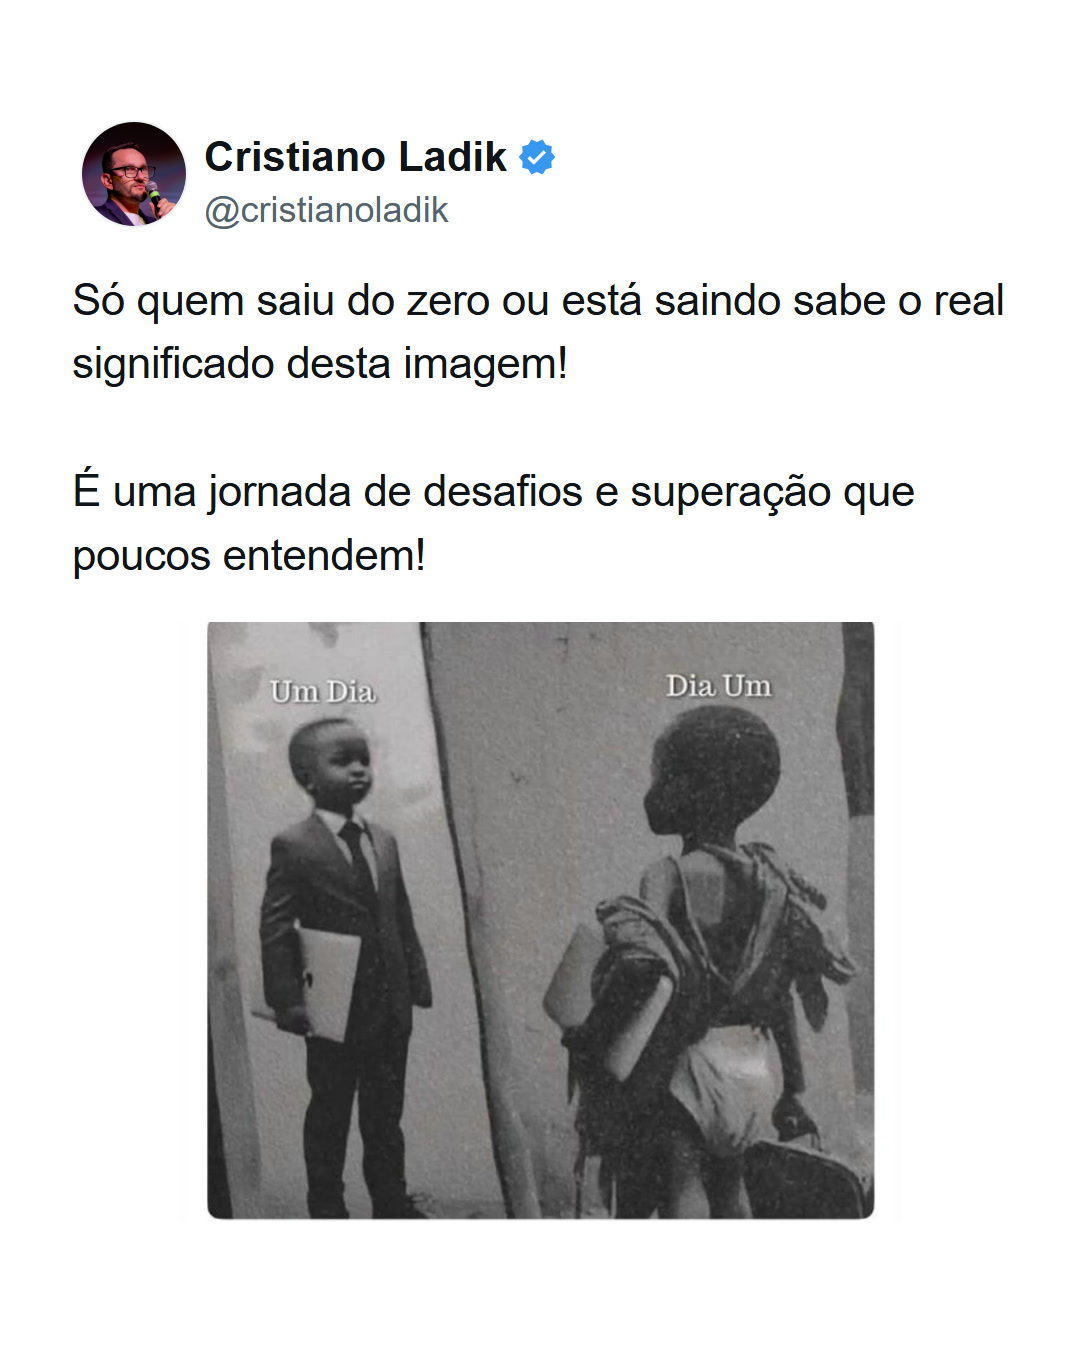 Cristiano Ladik
@cristianoladik
Só quem saiu do zero ou está saindo sabe o real
significado desta imagem!
É uma jornada de desafios e superação que
poucos entendem!
Um Dia
Dia Um